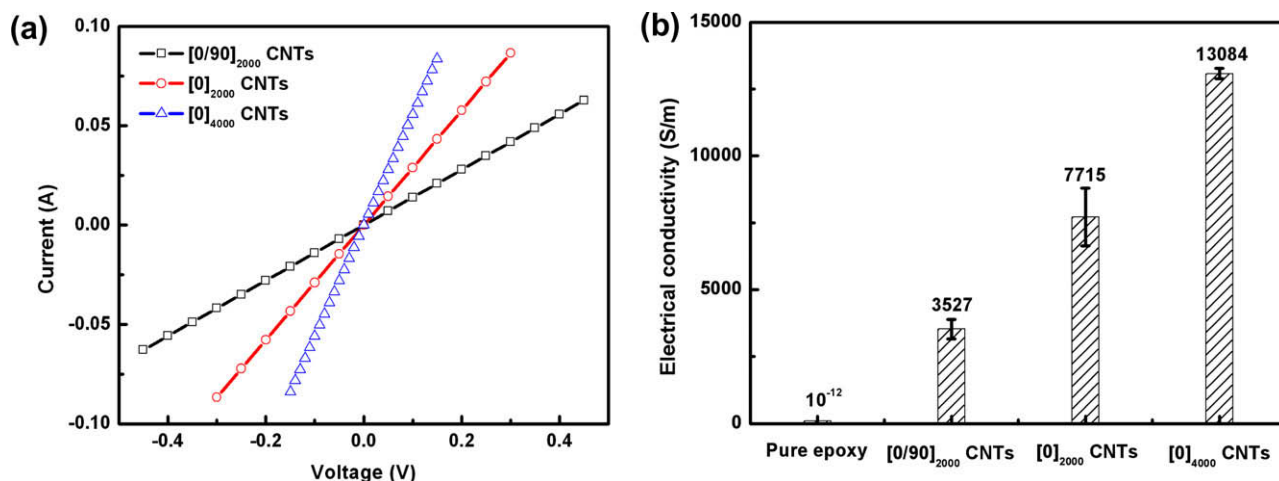 (a)
0.10
0.05
0.00
-0.05
-0.10
Current (A)
[0/90]2000 CNTs
[0]2000 CNTs
[0]4000 CNTs
-0.4 -0.2 0.0 0.2 0.4
Voltage (V)
(b)
15000
10000
5000
0
Electrical conductivity (S/m)
10-12
3527
7715
13084
Pure epoxy [0/90]2000 CNTs [0]2000 CNTs [0]4000 CNTs